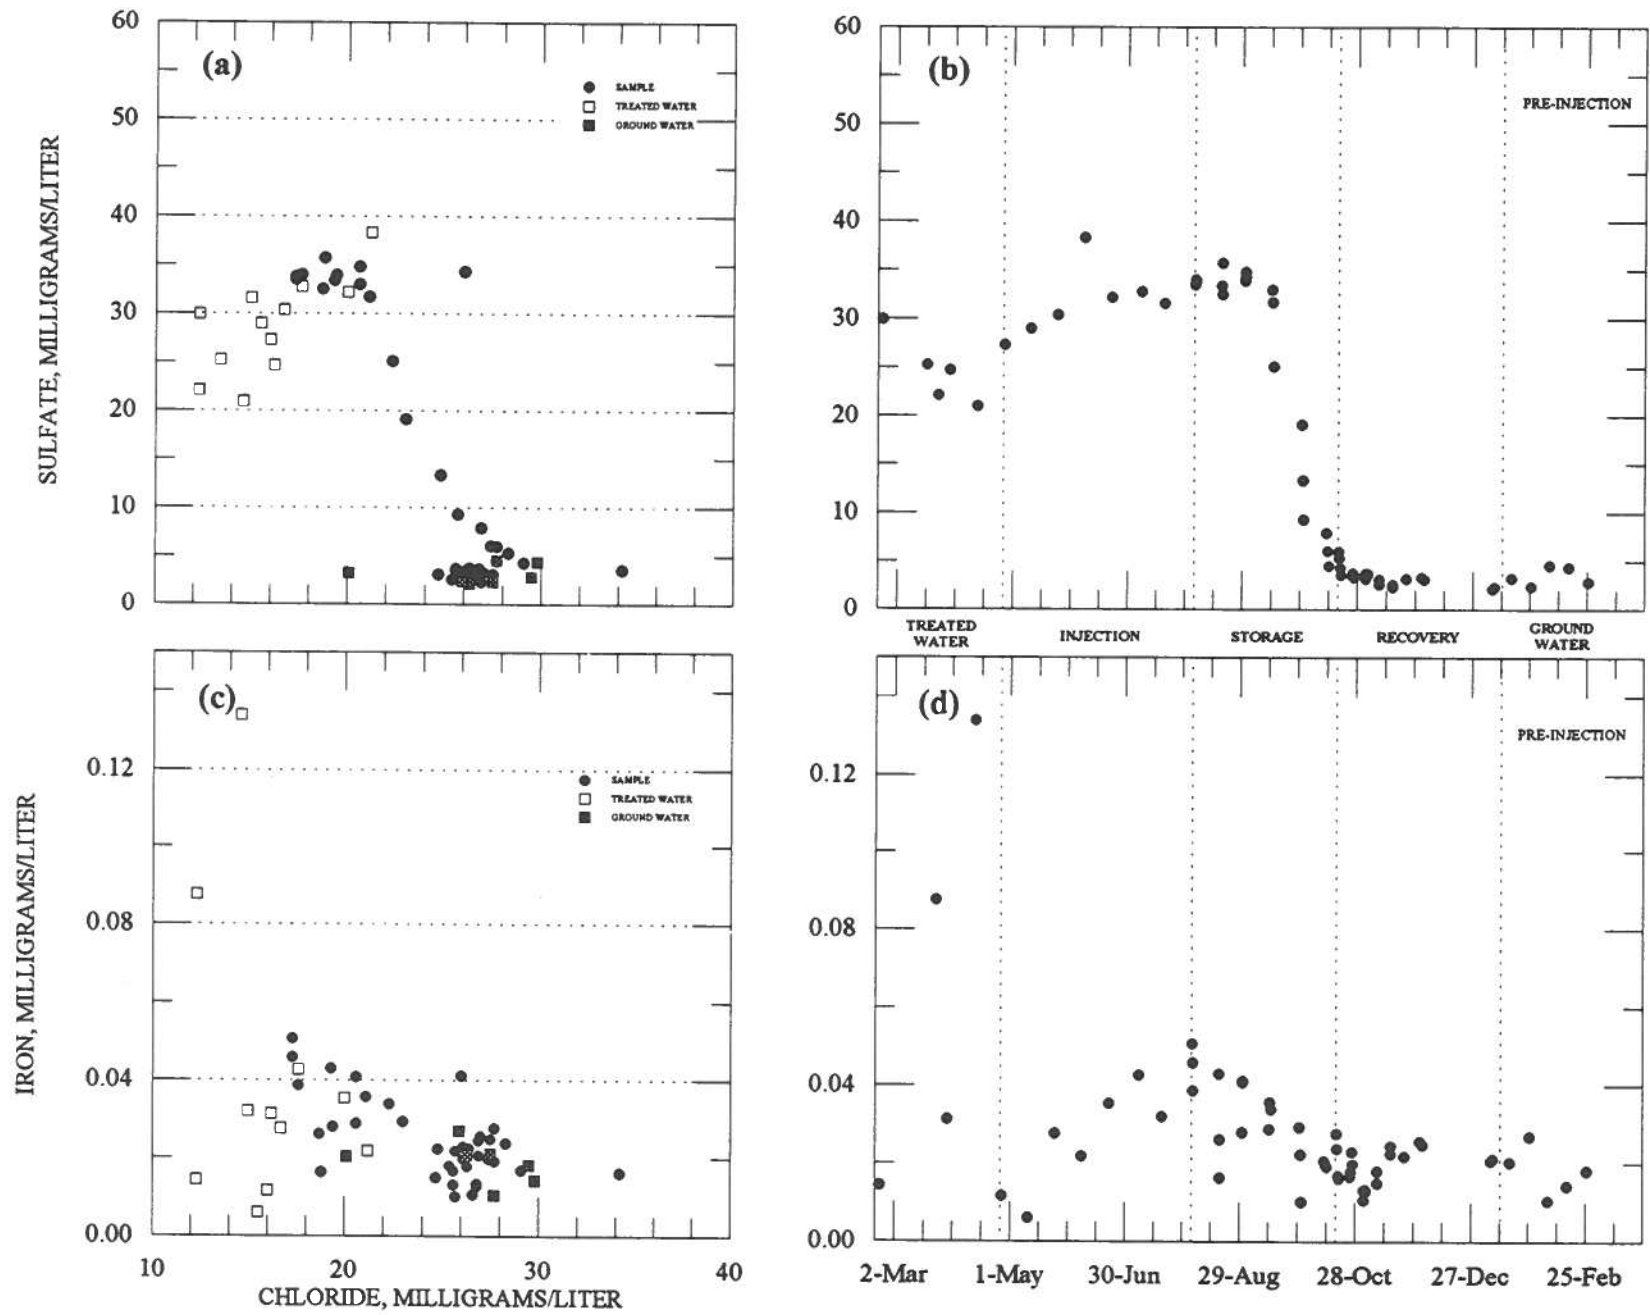 60
50
40
30
20
10
0
SULFATE, MILLIGRAMS/LITER
(a)
SAMPLE
TREATED WATER
GROUND WATER
60
50
40
30
20
10
0
(b)
PRE-INJECTION
TREATED WATER
INJECTION
STORAGE
RECOVERY
GROUND WATER
0.12
0.08
0.04
0.00
IRON, MILLIGRAMS/LITER
(c)
SAMPLE
TREATED WATER
GROUND WATER
10 20 30 40
CHLORIDE, MILLIGRAMS/LITER
0.12
0.08
0.04
0.00
(d)
PRE-INJECTION
2-Mar 1-May 30-Jun 29-Aug 28-Oct 27-Dec 25-Feb